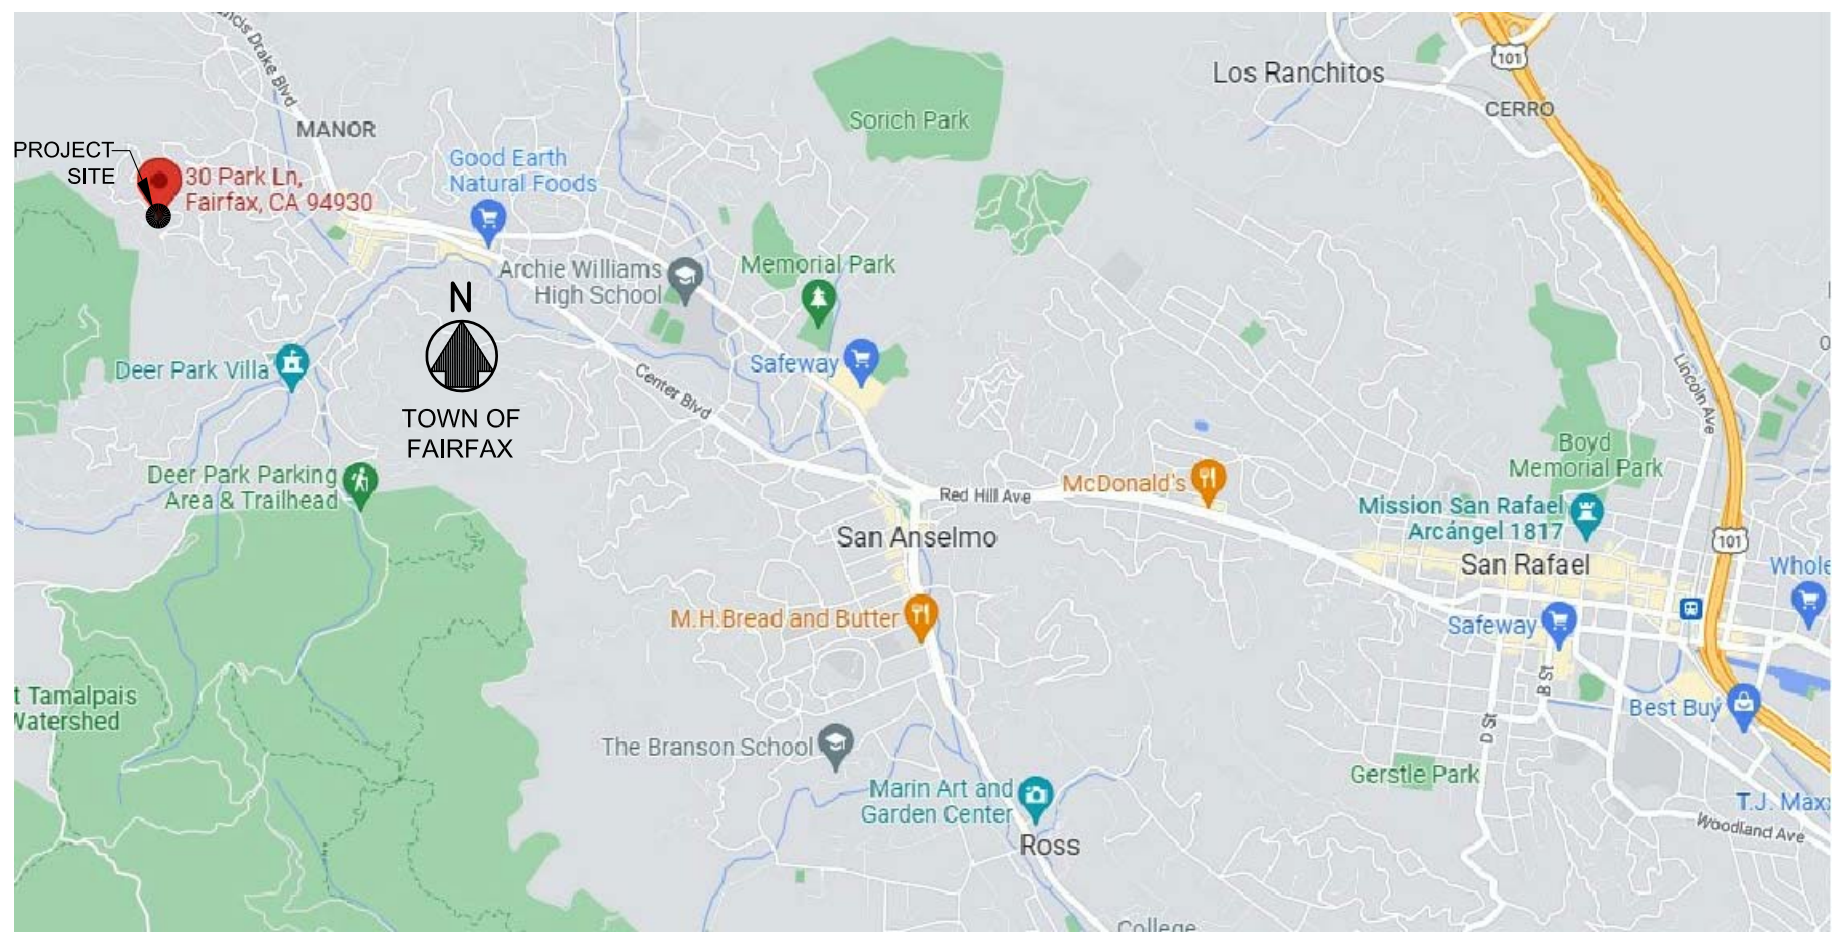 Los Ranchitos
101
CERRO
ncis Drake Blvd
MANOR
Sorich Park
PROJECT
SITE
30 Park Ln,
Fairfax, CA 94930
Good Earth
Natural Foods
Archie Williams
High School
Memorial Park
N
TOWN OF
FAIRFAX
Deer Park Villa
Center Blvd
Safeway
Lincoln Ave
Boyd
Memorial Park
Deer Park Parking
Area & Trailhead
Red Hill Ave
McDonald's
Mission San Rafael
Arcángel 1817
San Anselmo
San Rafael
101
Whole
M.H.Bread and Butter
Safeway
B St
D St
Best Buy
t Tamalpais
Watershed
The Branson School
Gerstle Park
Marin Art and
Garden Center
T.J. Maxx
Woodland Ave
Ross
College